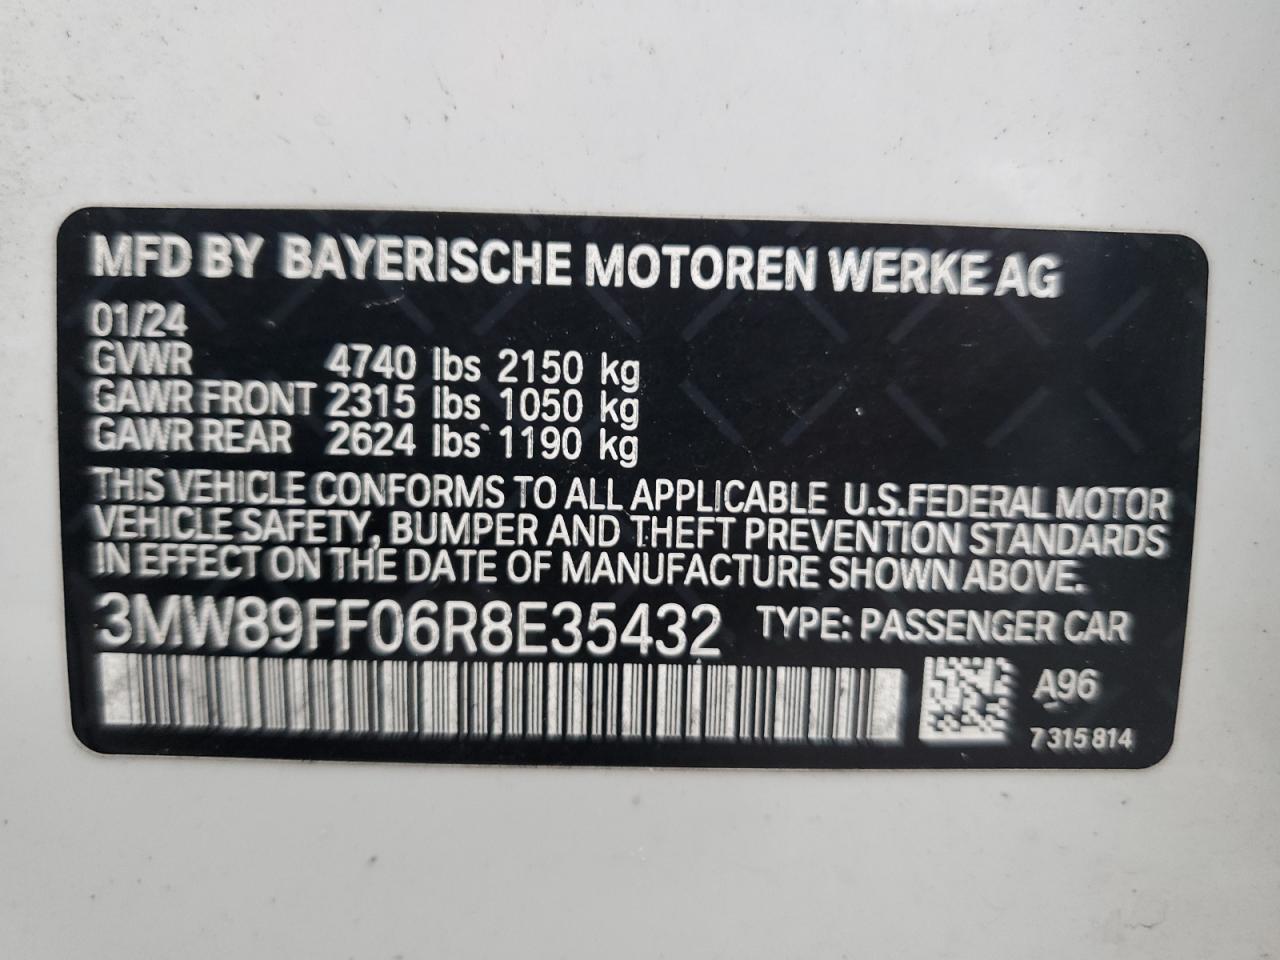 MFD BY BAYERISCHE MOTOREN WERKE AG
01/24
GVWR 4740 lbs 2150 kg
GAWR FRONT 2315 lbs 1050 kg
GAWR REAR 2624 lbs 1190 kg
THIS VEHICLE CONFORMS TO ALL APPLICABLE U.S.FEDERAL MOTOR
VEHICLE SAFETY, BUMPER AND THEFT PREVENTION STANDARDS
IN EFFECT ON THE DATE OF MANUFACTURE SHOWN ABOVE.
3MW89FF06R8E35432 TYPE: PASSENGER CAR
A96
7 315 814